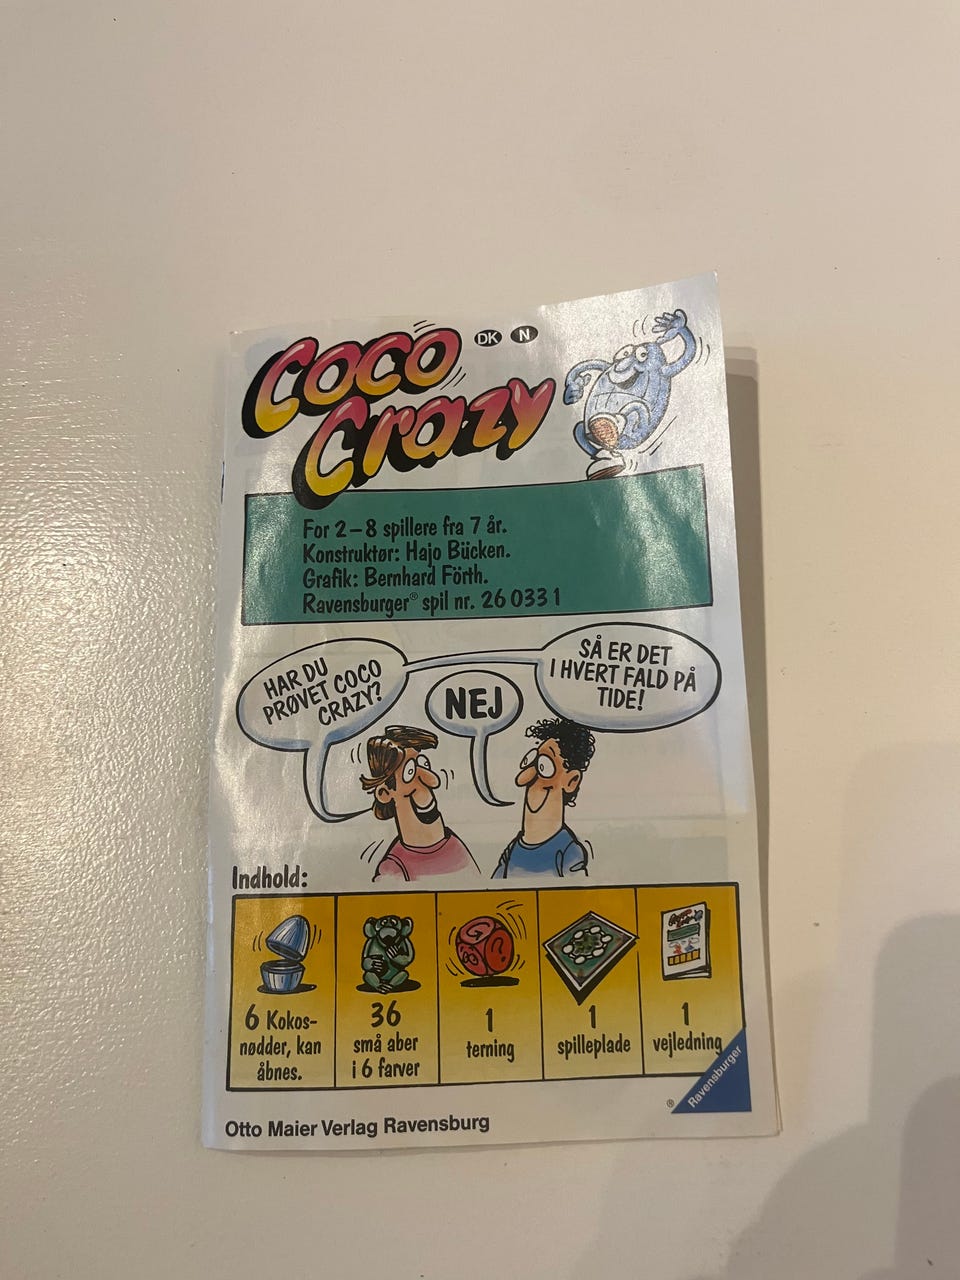 Coco
Crazy
DK N
For 2–8 spillere fra 7 år.
Konstruktør: Hajo Bücken.
Grafik: Bernhard Förth.
Ravensburger® spil nr. 26 033 1
HAR DU
PRØVET COCO
CRAZY?
NEJ
SÅ ER DET
I HVERT FALD PÅ
TIDE!
Indhold:
6 Kokos-
nødder, kan
åbnes.
36
små aber
i 6 farver
1
terning
1
spilleplade
1
vejledning
Ravensburger
®
Otto Maier Verlag Ravensburg